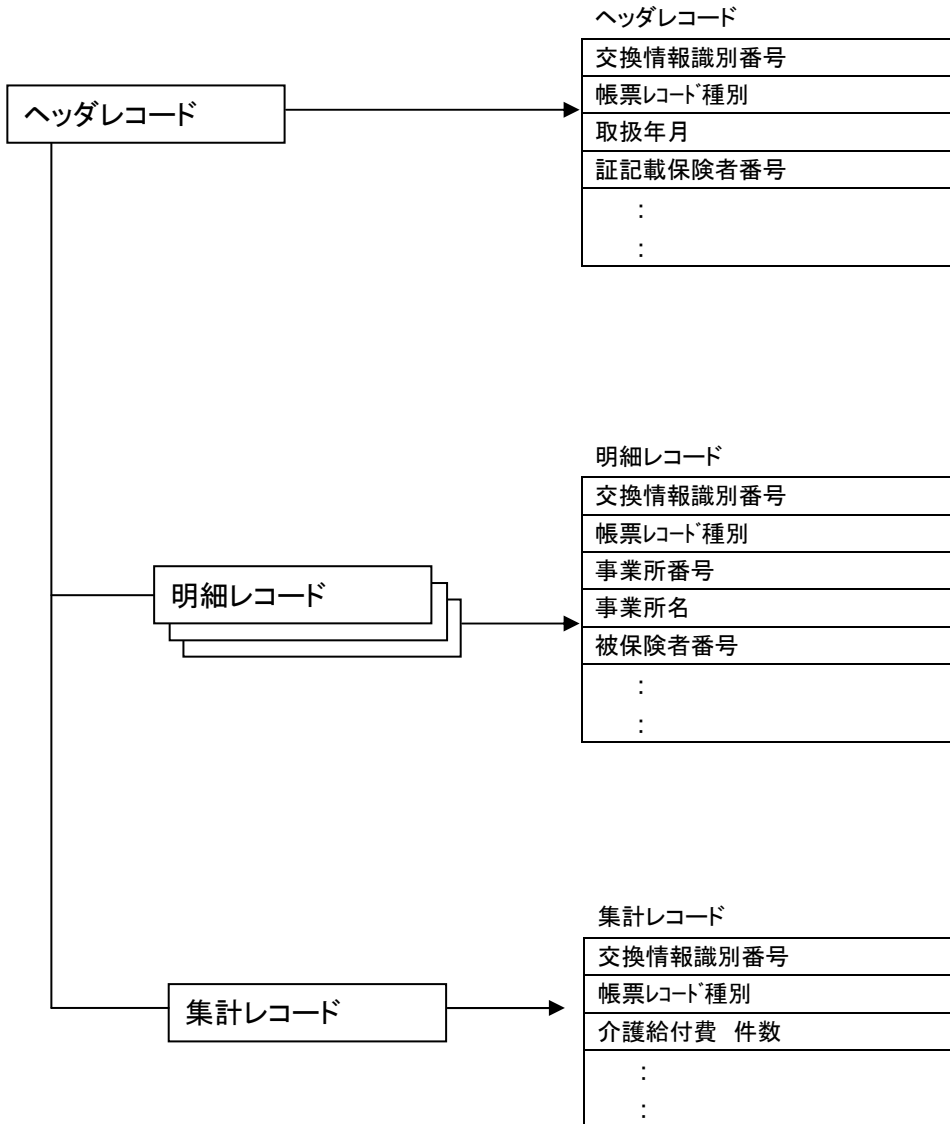 ヘッダレコード
交換情報識別番号
ヘッダレコード
帳票ﾚｺｰﾄﾞ種別
取扱年月
証記載保険者番号
:
:
明細レコード
交換情報識別番号
帳票ﾚｺｰﾄﾞ種別
明細レコード
事業所番号
事業所名
被保険者番号
:
:
集計レコード
交換情報識別番号
帳票ﾚｺｰﾄﾞ種別
集計レコード
介護給付費　件数
:
: